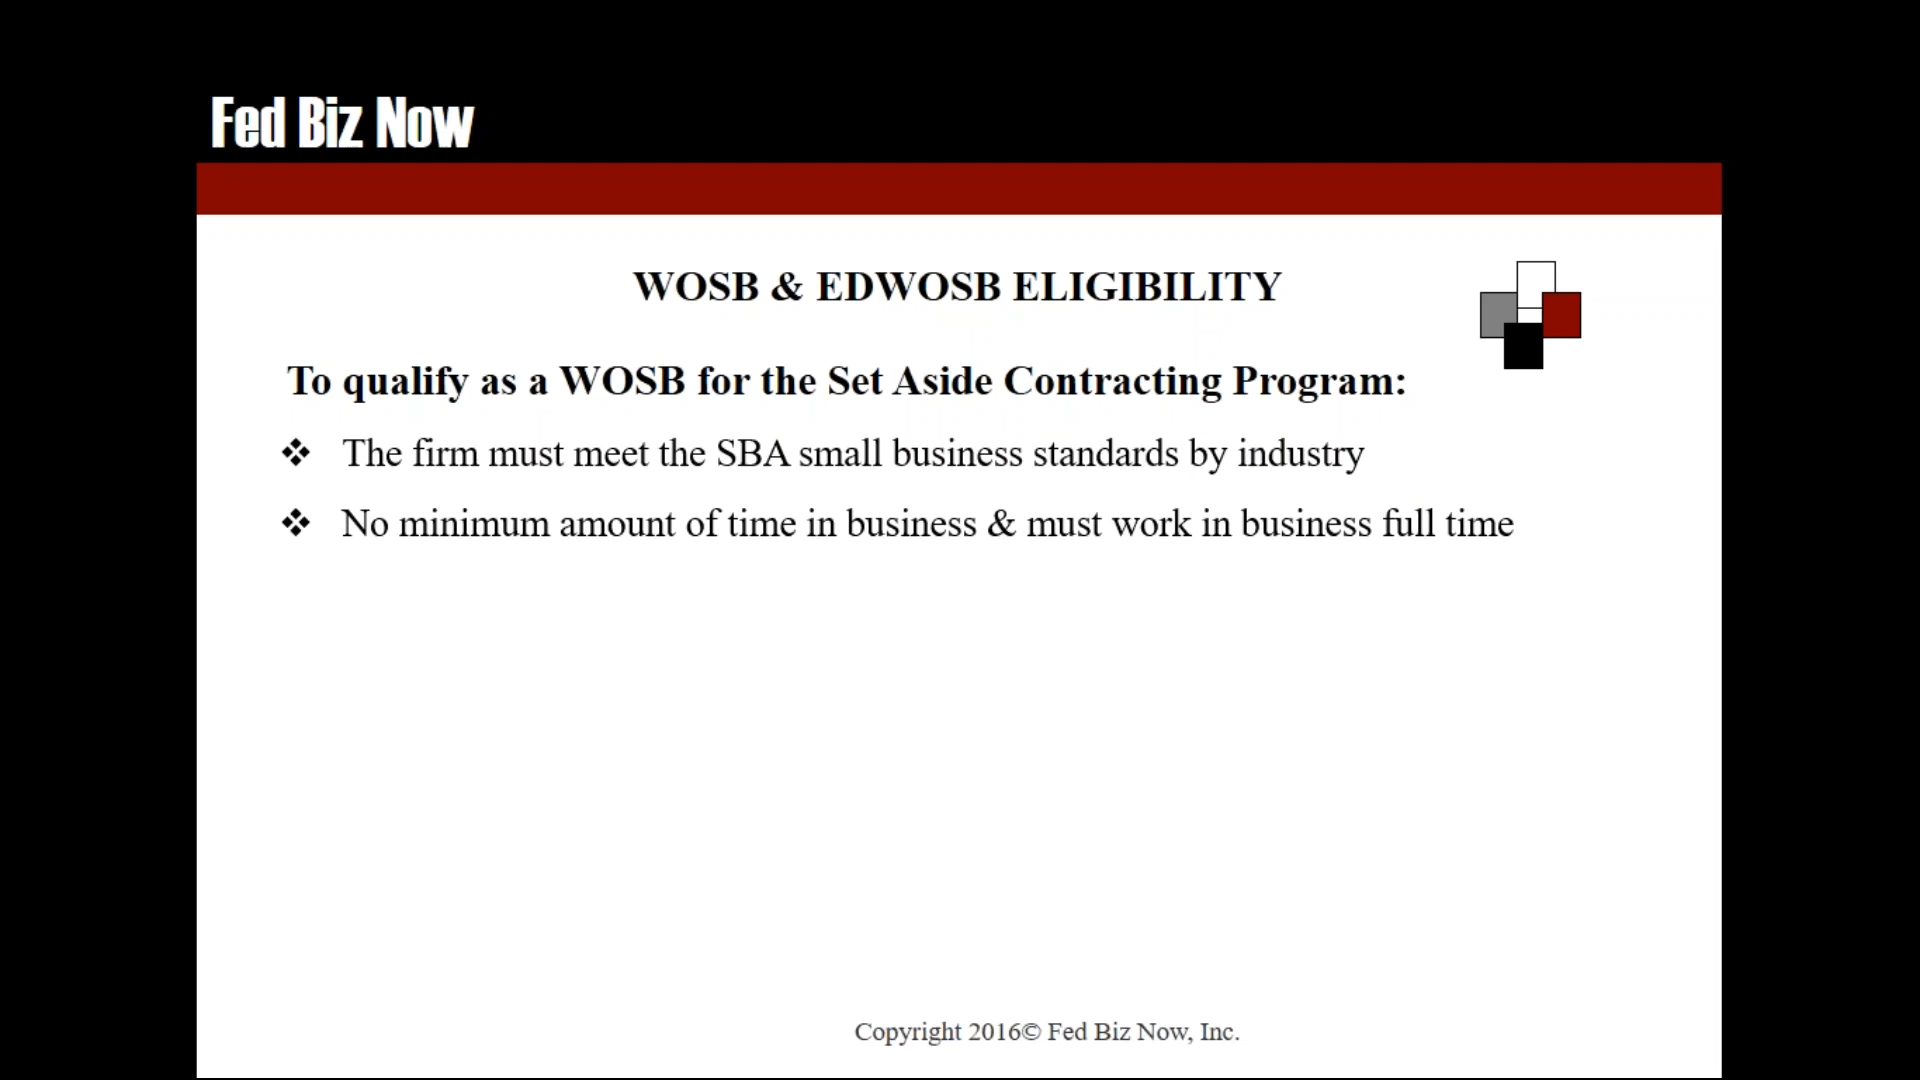 Fed Biz Now
WOSB & EDWOSB ELIGIBILITY
To qualify as a WOSB for the Set Aside Contracting Program:
❖ The firm must meet the SBA small business standards by industry
❖ No minimum amount of time in business & must work in business full time
Copyright 2016© Fed Biz Now, Inc.